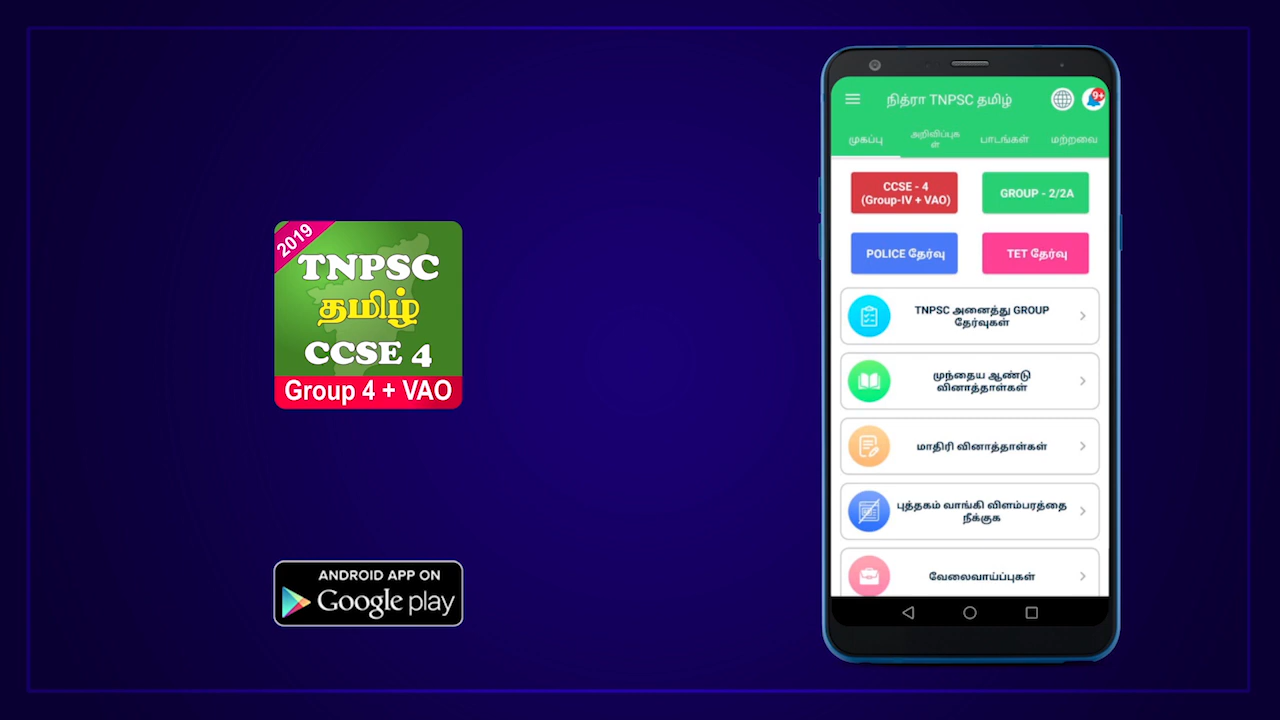 2019
TNPSC
தமிழ்
CCSE 4
Group 4 + VAO
ANDROID APP ON
Google play
நித்ரா TNPSC தமிழ்
9+
முகப்பு
அறிவிப்புக
ள்
பாடங்கள்
மற்றவை
CCSE - 4
(Group-IV + VAO)
GROUP - 2/2A
POLICE தேர்வு
TET தேர்வு
TNPSC அனைத்து GROUP
தேர்வுகள்
முந்தைய ஆண்டு
வினாத்தாள்கள்
மாதிரி வினாத்தாள்கள்
புத்தகம் வாங்கி விளம்பரத்தை
நீக்குக
வேலைவாய்ப்புகள்